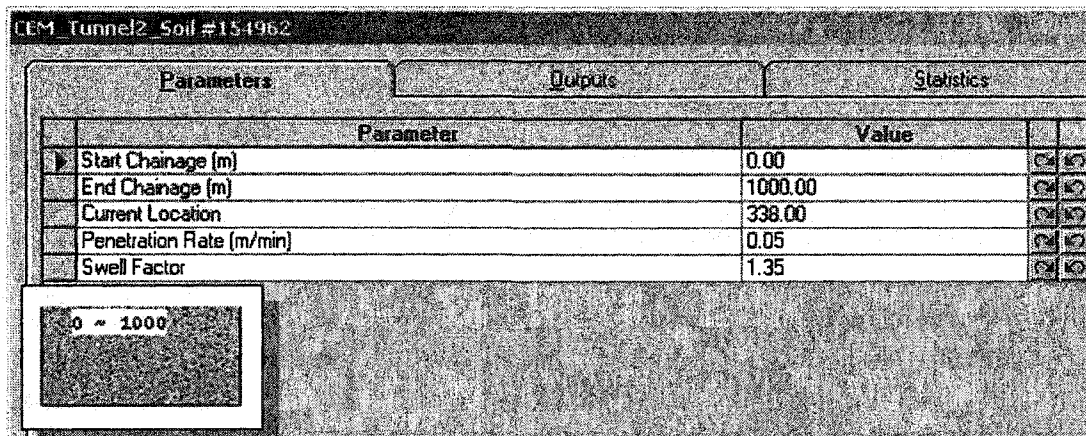 CEM_Tunnel2_Soil #154962
Parameters Outputs Statistics
Parameter Value
Start Chainage (m) 0.00
End Chainage (m) 1000.00
Current Location 338.00
Penetration Rate (m/min) 0.05
Swell Factor 1.35
0 ~ 1000